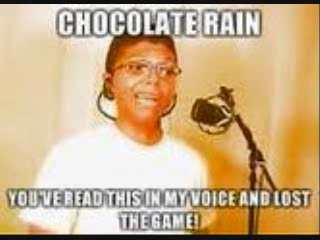 CHOCOLATE RAIN
YOU'VE READ THIS IN MY VOICE AND LOST
THE GAME!